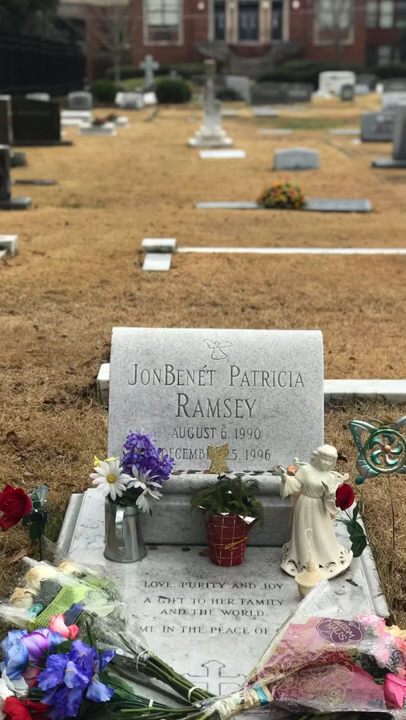 JONBENÉT PATRICIA
RAMSEY
AUGUST 6, 1990
DECEMBER 25, 1996
LOVE, PURITY AND JOY
A GIFT TO HER FAMILY
AND THE WORLD
IN THE PEACE OF